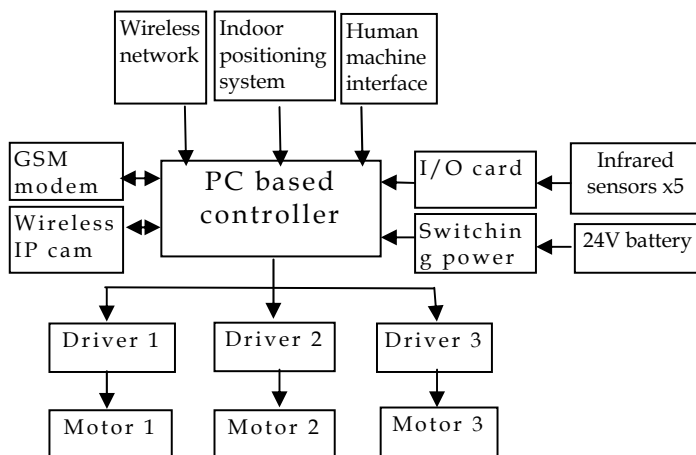 Wireless
network
Indoor
positioning
system
Human
machine
interface
GSM
modem
PC based
controller
I/O card
Infrared
sensors x5
Wireless
IP cam
Switchin
g power
24V battery
Driver 1
Driver 2
Driver 3
Motor 1
Motor 2
Motor 3